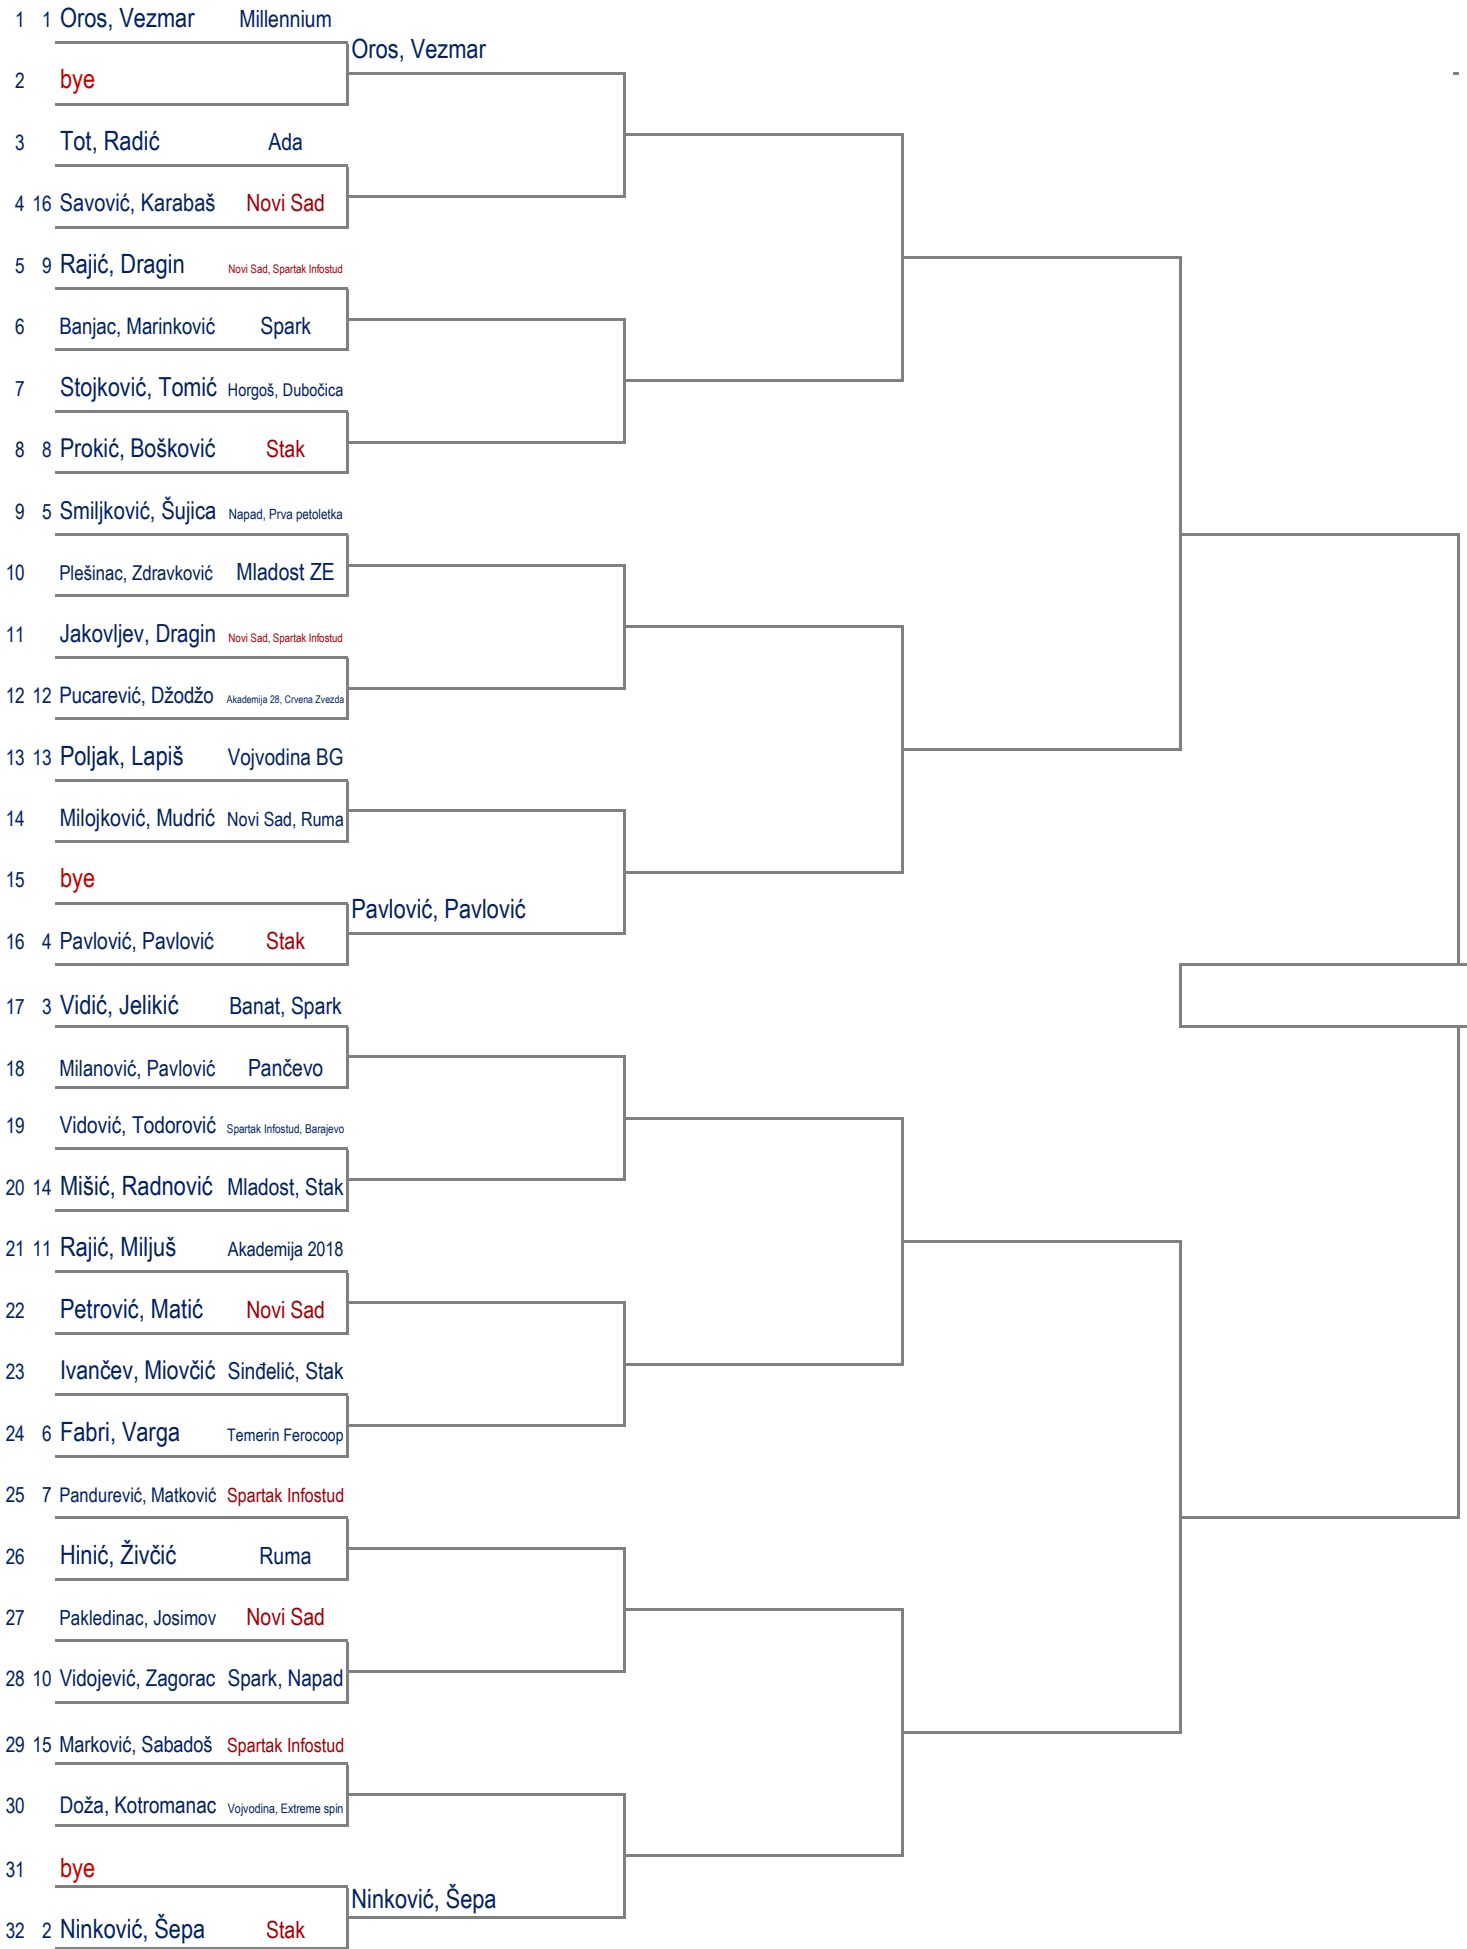 1 1 Oros, Vezmar Millennium
Oros, Vezmar
2 bye
3 Tot, Radić Ada
4 16 Savović, Karabaš Novi Sad
5 9 Rajić, Dragin Novi Sad, Spartak Infostud
6 Banjac, Marinković Spark
7 Stojković, Tomić Horgoš, Dubočica
8 8 Prokić, Bošković Stak
9 5 Smiljković, Šujica Napad, Prva petoletka
10 Plešinac, Zdravković Mladost ZE
11 Jakovljev, Dragin Novi Sad, Spartak Infostud
12 12 Pucarević, Džodžo Akademija 28, Crvena Zvezda
13 13 Poljak, Lapiš Vojvodina BG
14 Milojković, Mudrić Novi Sad, Ruma
15 bye
Pavlović, Pavlović
16 4 Pavlović, Pavlović Stak
17 3 Vidić, Jelikić Banat, Spark
18 Milanović, Pavlović Pančevo
19 Vidović, Todorović Spartak Infostud, Barajevo
20 14 Mišić, Radnović Mladost, Stak
21 11 Rajić, Miljuš Akademija 2018
22 Petrović, Matić Novi Sad
23 Ivančev, Miovčić Sinđelić, Stak
24 6 Fabri, Varga Temerin Ferocoop
25 7 Pandurević, Matković Spartak Infostud
26 Hinić, Živčić Ruma
27 Pakledinac, Josimov Novi Sad
28 10 Vidojević, Zagorac Spark, Napad
29 15 Marković, Sabadoš Spartak Infostud
30 Doža, Kotromanac Vojvodina, Extreme spin
31 bye
Ninković, Šepa
32 2 Ninković, Šepa Stak